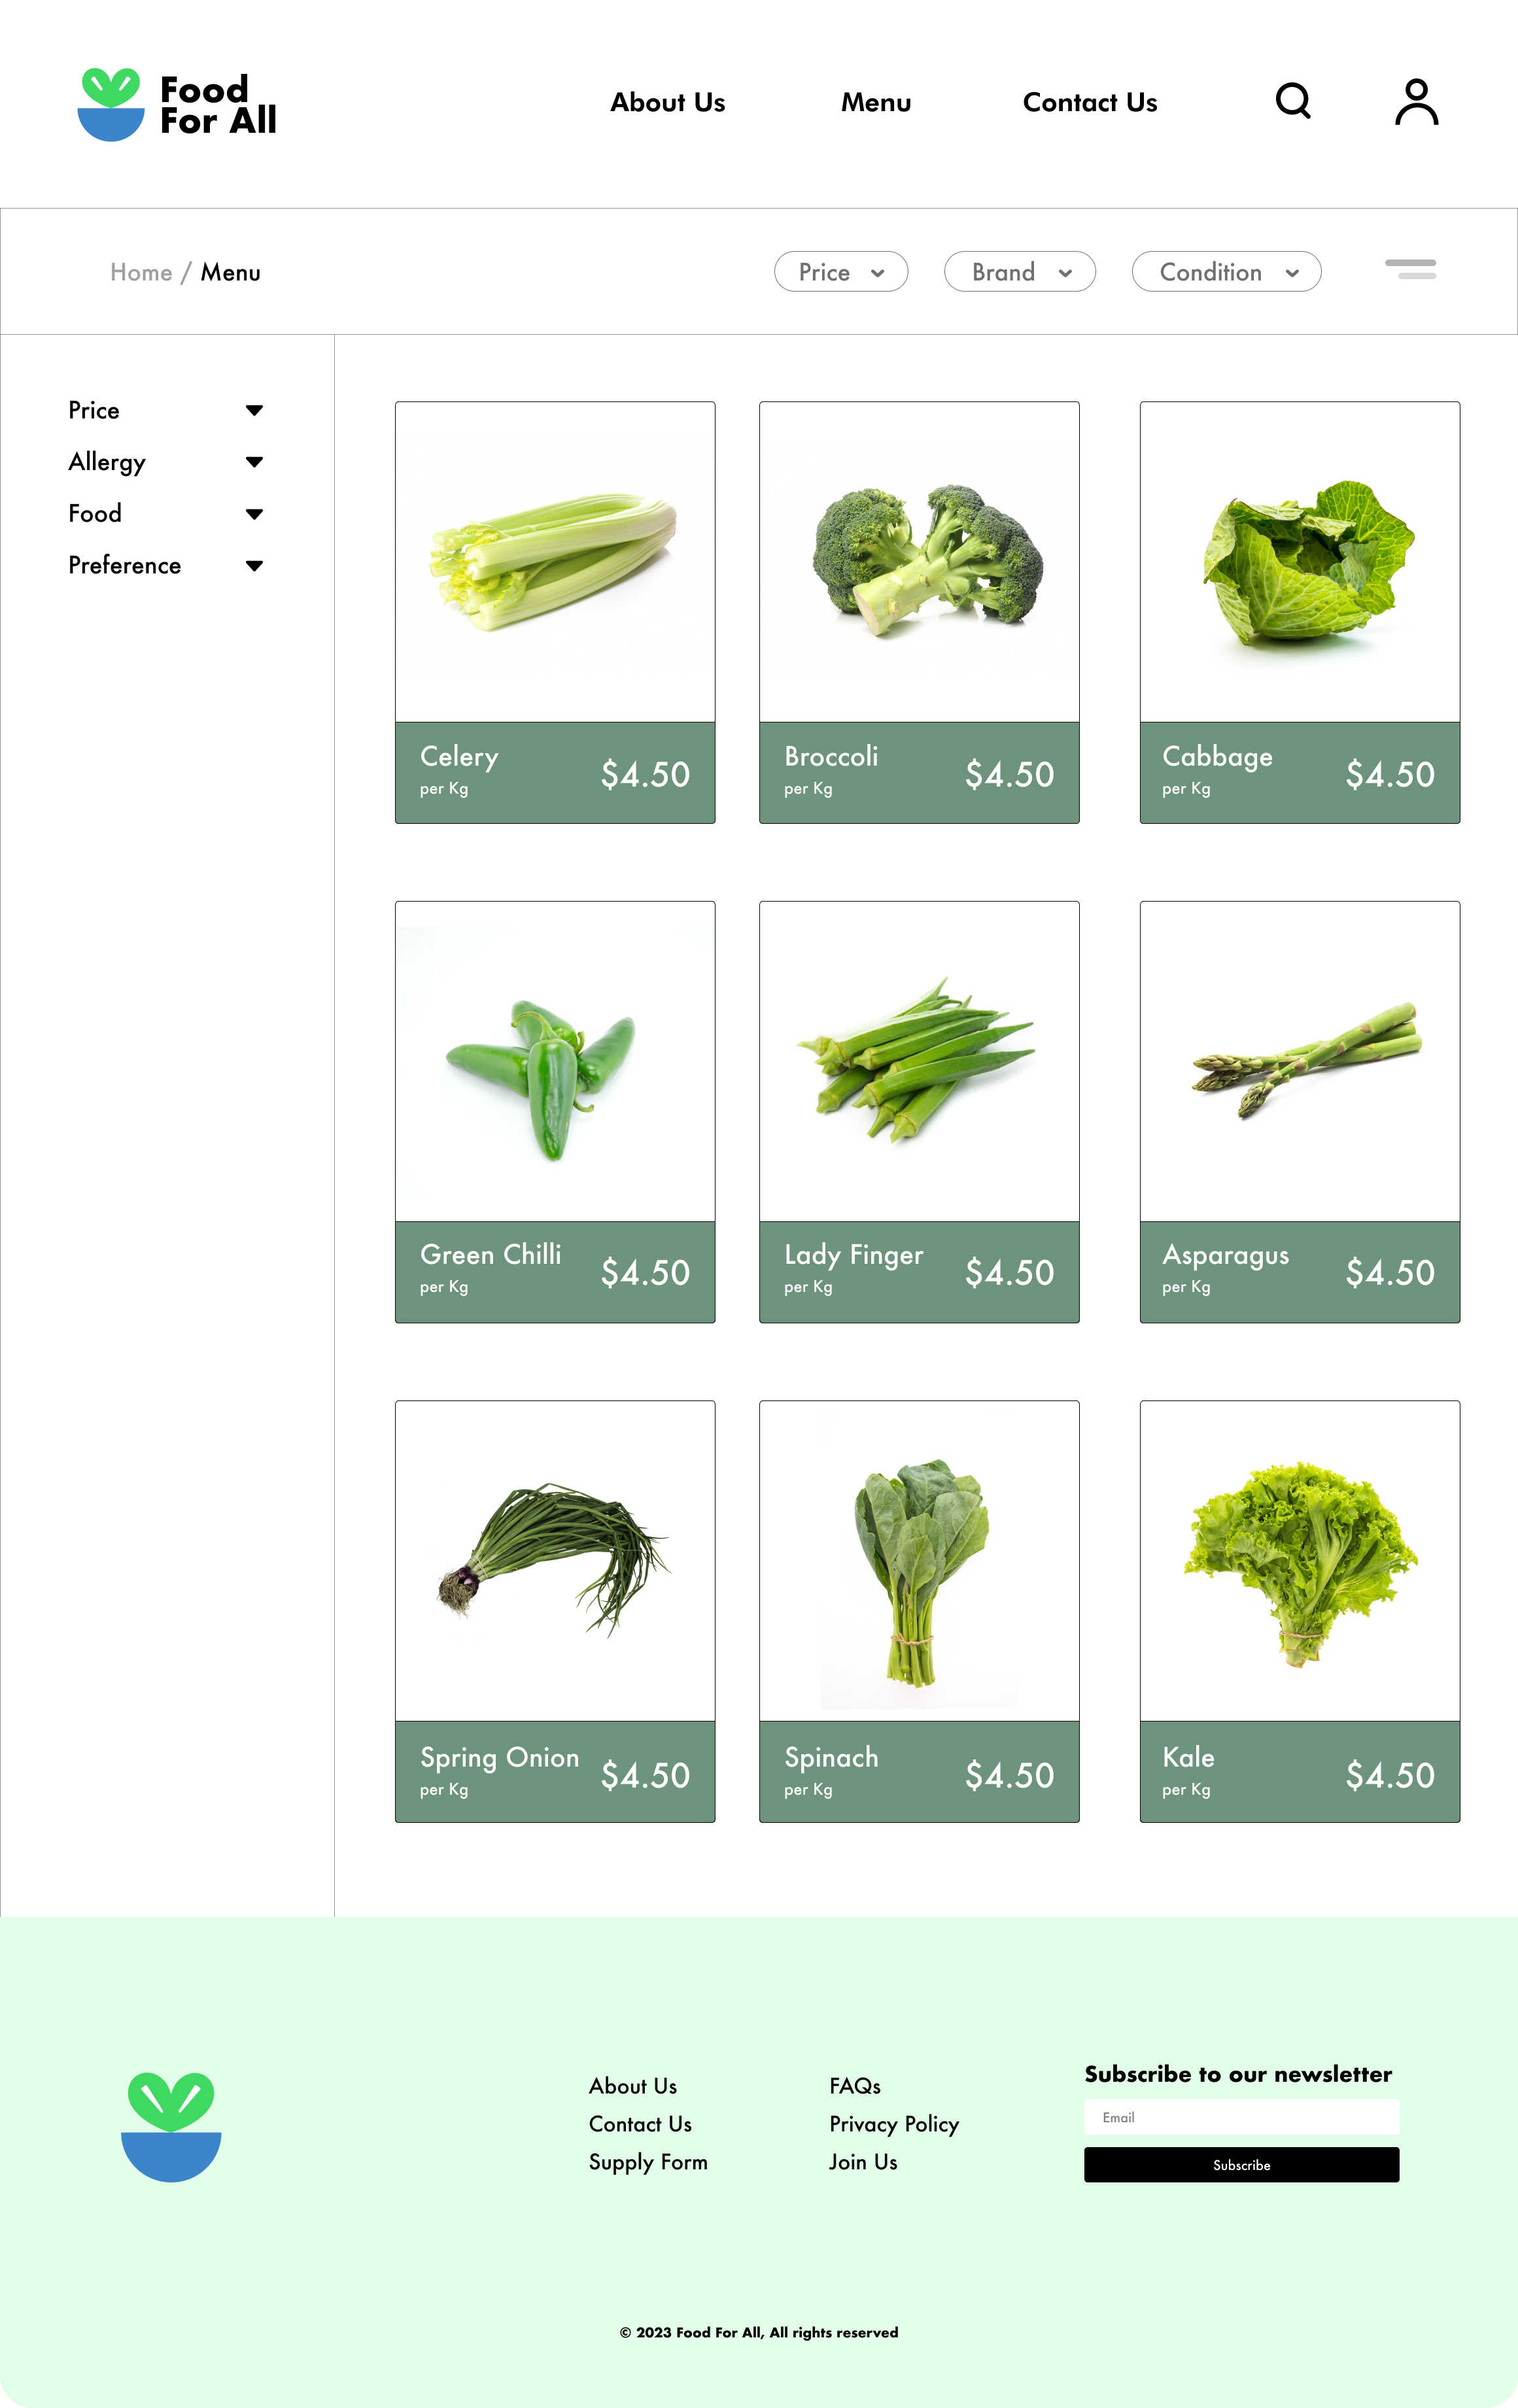 Food
For All
About Us
Menu
Contact Us
Home / Menu
Price
Brand
Condition
Price
Allergy
Food
Preference
Celery
per Kg
$4.50
Broccoli
per Kg
$4.50
Cabbage
per Kg
$4.50
Green Chilli
per Kg
$4.50
Lady Finger
per Kg
$4.50
Asparagus
per Kg
$4.50
Spring Onion
per Kg
$4.50
Spinach
per Kg
$4.50
Kale
per Kg
$4.50
About Us
Contact Us
Supply Form
FAQs
Privacy Policy
Join Us
Subscribe to our newsletter
Email
Subscribe
© 2023 Food For All, All rights reserved